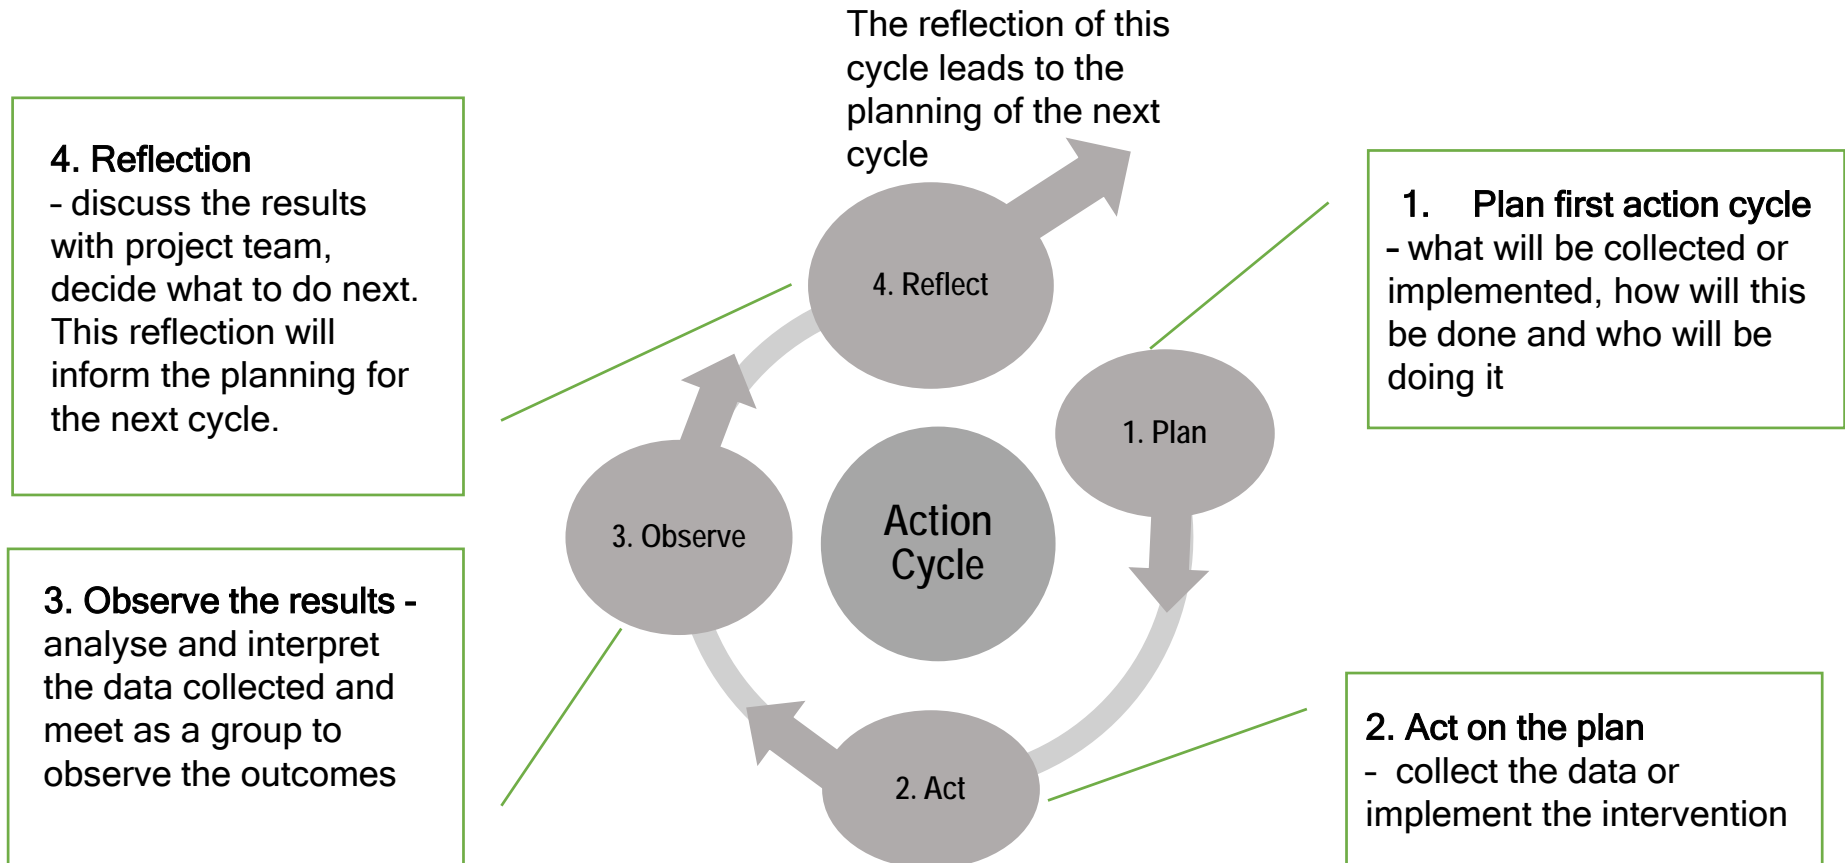 The reflection of this
cycle leads to the
planning of the next
cycle
4. Reflection
- discuss the results
with project team,
decide what to do next.
This reflection will
inform the planning for
the next cycle.
1. Plan first action cycle
- what will be collected or
implemented, how will this
be done and who will be
doing it
4. Reflect
1. Plan
3. Observe
Action
Cycle
2. Act
3. Observe the results -
analyse and interpret
the data collected and
meet as a group to
observe the outcomes
2. Act on the plan
- collect the data or
implement the intervention